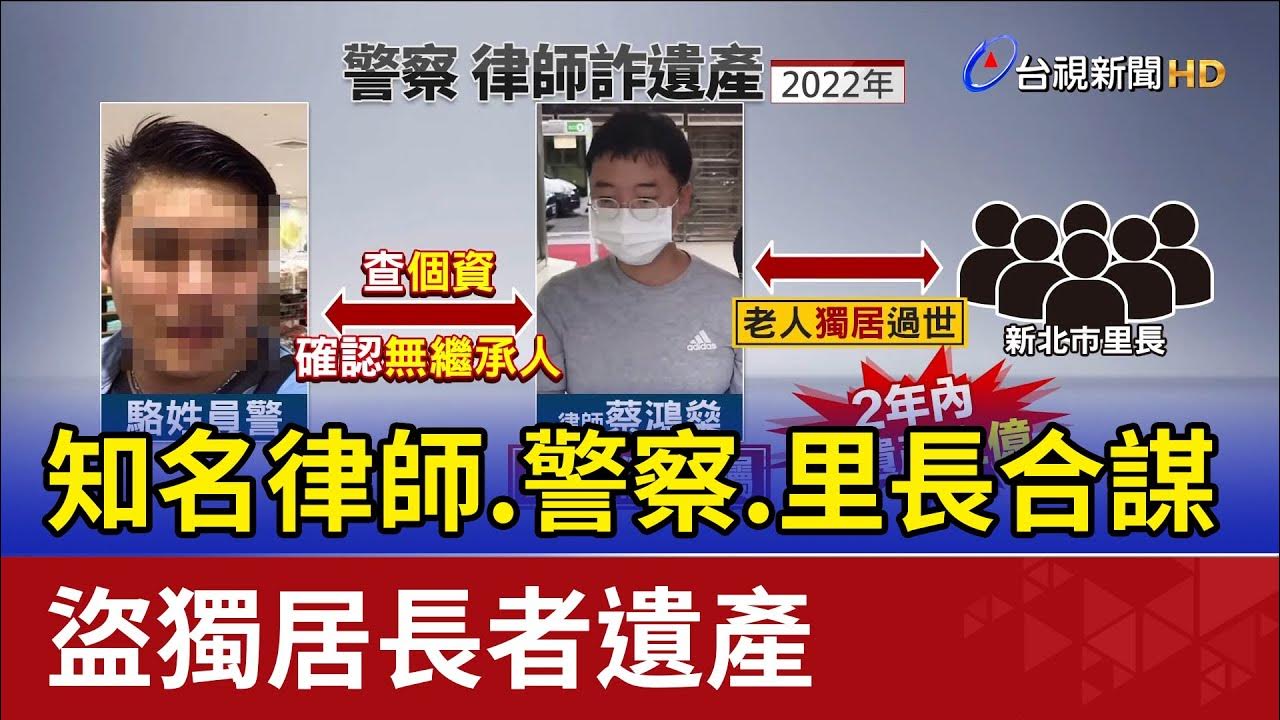 警察 律師詐遺產
2022年
台視新聞HD
查個資
確認無繼承人
老人獨居過世
新北市里長
駱姓員警
律師蔡鴻燊
2年內
億
知名律師.警察.里長合謀
盜獨居長者遺產
adidas